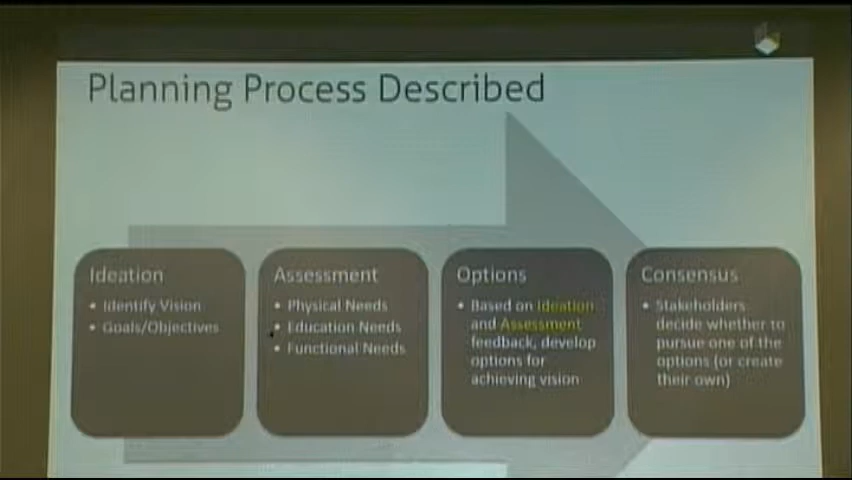 Planning Process Described
Ideation
• Identify Vision
• Goals/Objectives
Assessment
• Physical Needs
• Education Needs
• Functional Needs
Options
• Based on Ideation
and Assessment
feedback, develop
options for
achieving vision
Consensus
• Stakeholders
decide whether to
pursue one of the
options (or create
their own)